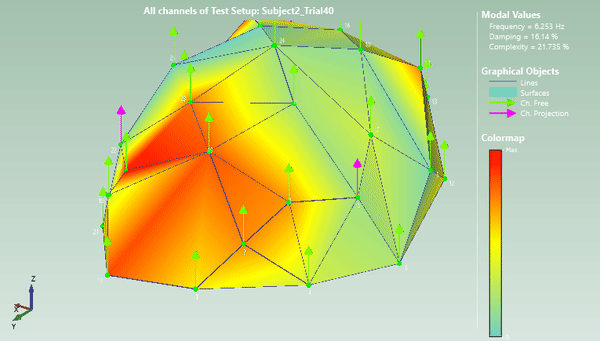 All channels of Test Setup: Subject2_Trial40
Modal Values
Frequency = 6.253 Hz
Damping = 16.14 %
Complexity = 21.735 %
Graphical Objects
Lines
Surfaces
Ch. Free
Ch. Projection
Colormap
Max
0
Z
X
Y